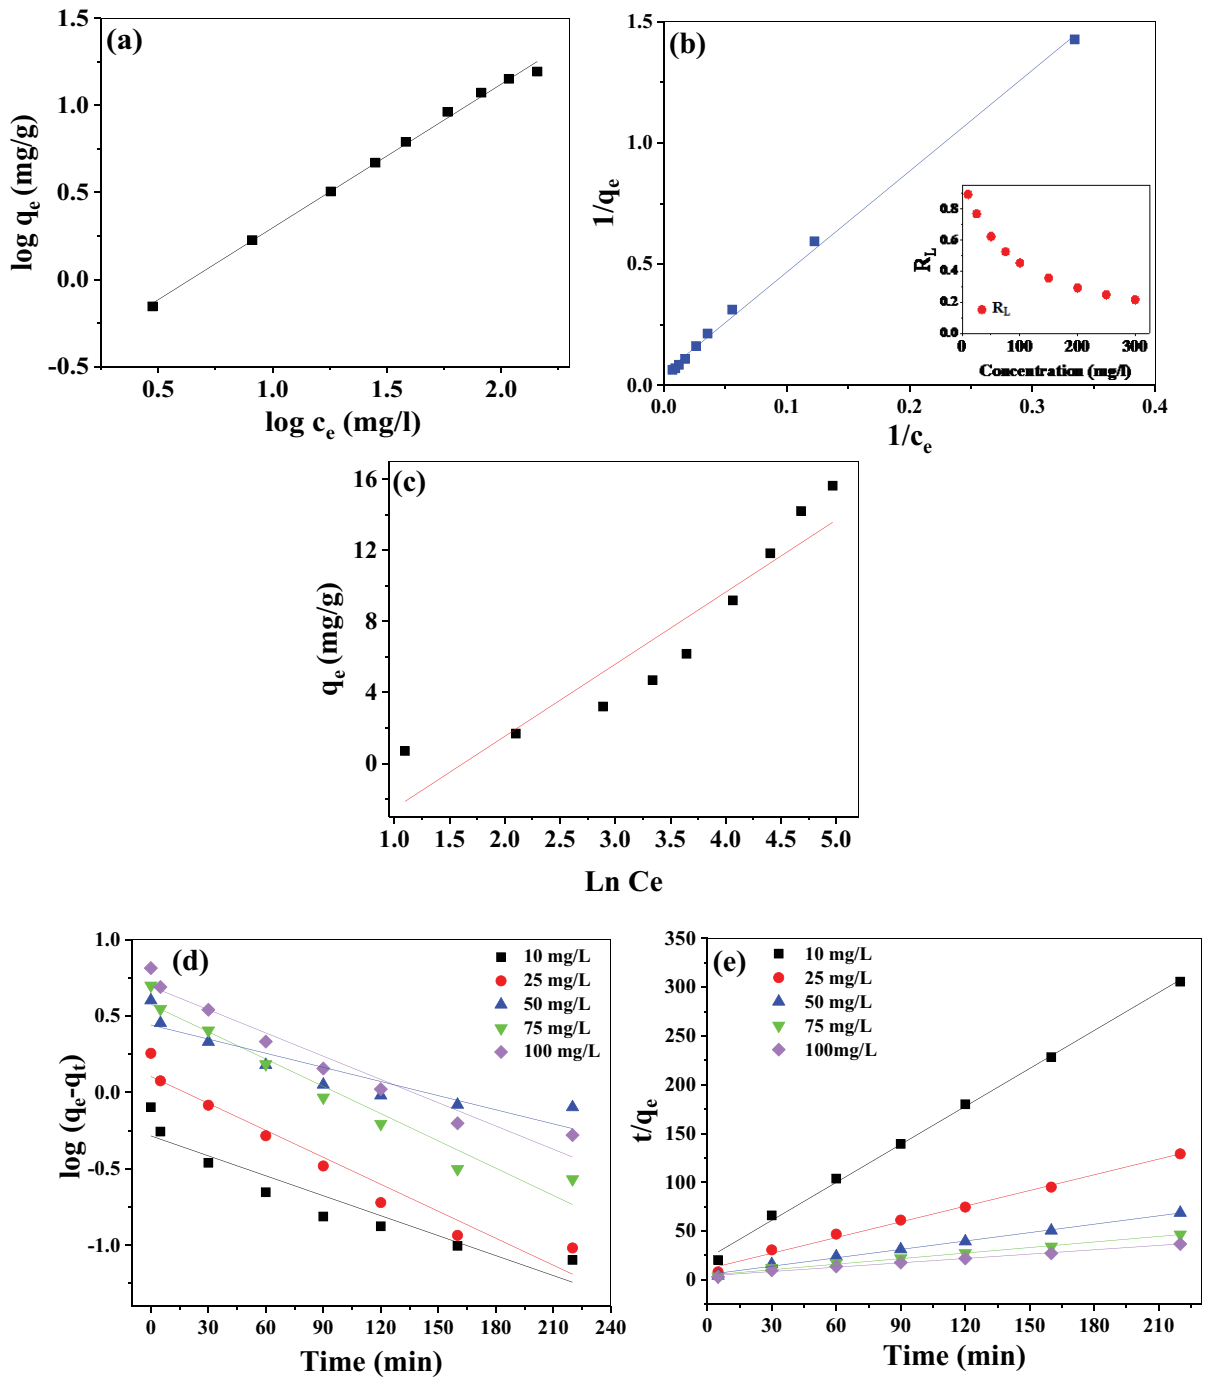 (a)
1.5
1.0
0.5
0.0
-0.5
log qe (mg/g)
0.5 1.0 1.5 2.0
log ce (mg/l)
(b)
1.5
1.0
0.5
0.0
1/qe
0.0 0.1 0.2 0.3 0.4
1/ce
0.8
0.6
0.4
0.2
0.0
RL
RL
0 100 200 300
Concentration (mg/l)
(c)
16
12
8
4
0
qe (mg/g)
1.0 1.5 2.0 2.5 3.0 3.5 4.0 4.5 5.0
Ln Ce
(d)
1.0
0.5
0.0
-0.5
-1.0
log (qe-qt)
10 mg/L
25 mg/L
50 mg/L
75 mg/L
100 mg/L
0 30 60 90 120 150 180 210 240
Time (min)
(e)
350
300
250
200
150
100
50
0
t/qe
10 mg/L
25 mg/L
50 mg/L
75 mg/L
100mg/L
0 30 60 90 120 150 180 210
Time (min)